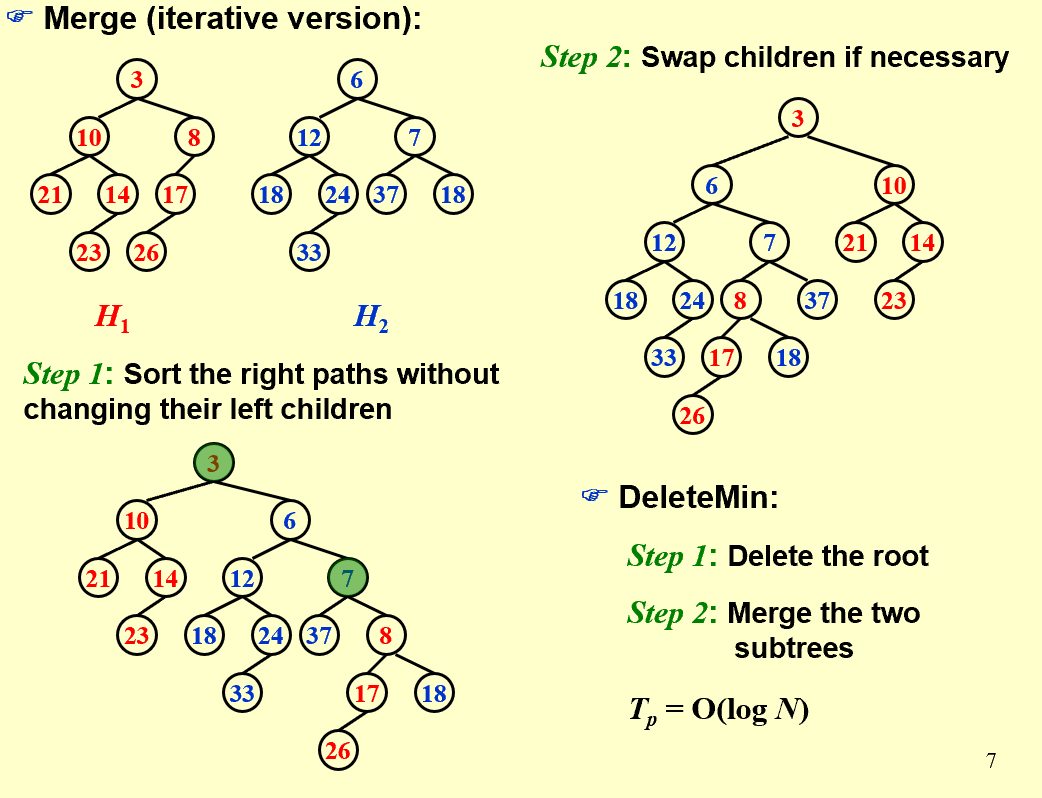 ☞ Merge (iterative version):
3
10 8
21 14 17
23 26
6
12 7
18 24 37 18
33
H1 H2
Step 1: Sort the right paths without
changing their left children
3
10 6
21 14 12 7
23 18 24 37 8
33 17 18
26
Step 2: Swap children if necessary
3
6 10
12 7 21 14
18 24 8 37 23
33 17 18
26
☞ DeleteMin:
Step 1: Delete the root
Step 2: Merge the two
subtrees
Tp = O(log N)
7